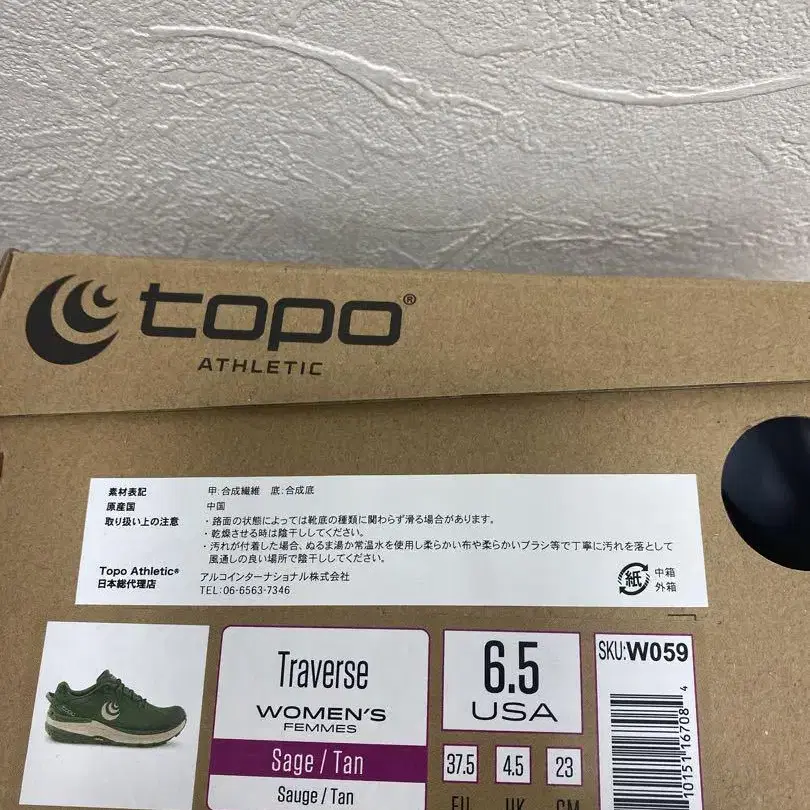 topo®
ATHLETIC
素材表記 甲:合成繊維 底:合成底
原産国 中国
取り扱い上の注意 ・路面の状態によっては靴底の種類に関わらず滑る場合があります。
・乾燥させる時は陰干ししてください。
・汚れが付着した場合、ぬるま湯か常温水を使用し柔らかい布や柔らかいブラシ等で丁寧に汚れを落として
風通しの良い場所で陰干ししてください。
Topo Athletic® アルコインターナショナル株式会社
日本総代理店 TEL:06-6563-7346
紙 中箱
外箱
Traverse
WOMEN'S
FEMMES
Sage / Tan
Sauge / Tan
6.5
USA
37.5 4.5 23
EU UK CM
SKU:W059
10151 16708 4